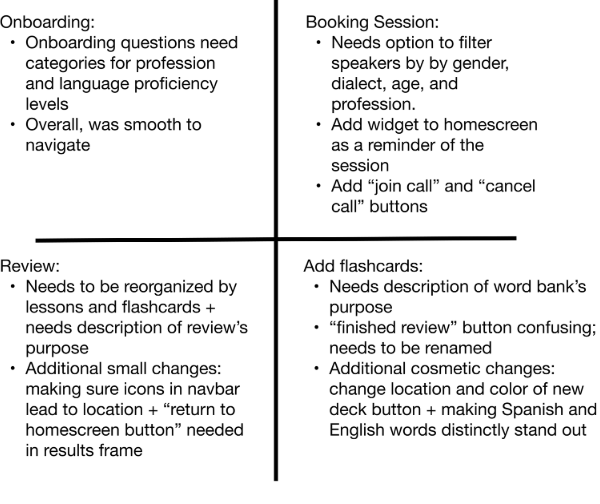 Onboarding:
• Onboarding questions need
categories for profession
and language proficiency
levels
• Overall, was smooth to
navigate
Booking Session:
• Needs option to filter
speakers by by gender,
dialect, age, and
profession.
• Add widget to homescreen
as a reminder of the
session
• Add “join call” and “cancel
call” buttons
Review:
• Needs to be reorganized by
lessons and flashcards +
needs description of review’s
purpose
• Additional small changes:
making sure icons in navbar
lead to location + “return to
homescreen button” needed
in results frame
Add flashcards:
• Needs description of word bank’s
purpose
• “finished review” button confusing;
needs to be renamed
• Additional cosmetic changes:
change location and color of new
deck button + making Spanish and
English words distinctly stand out